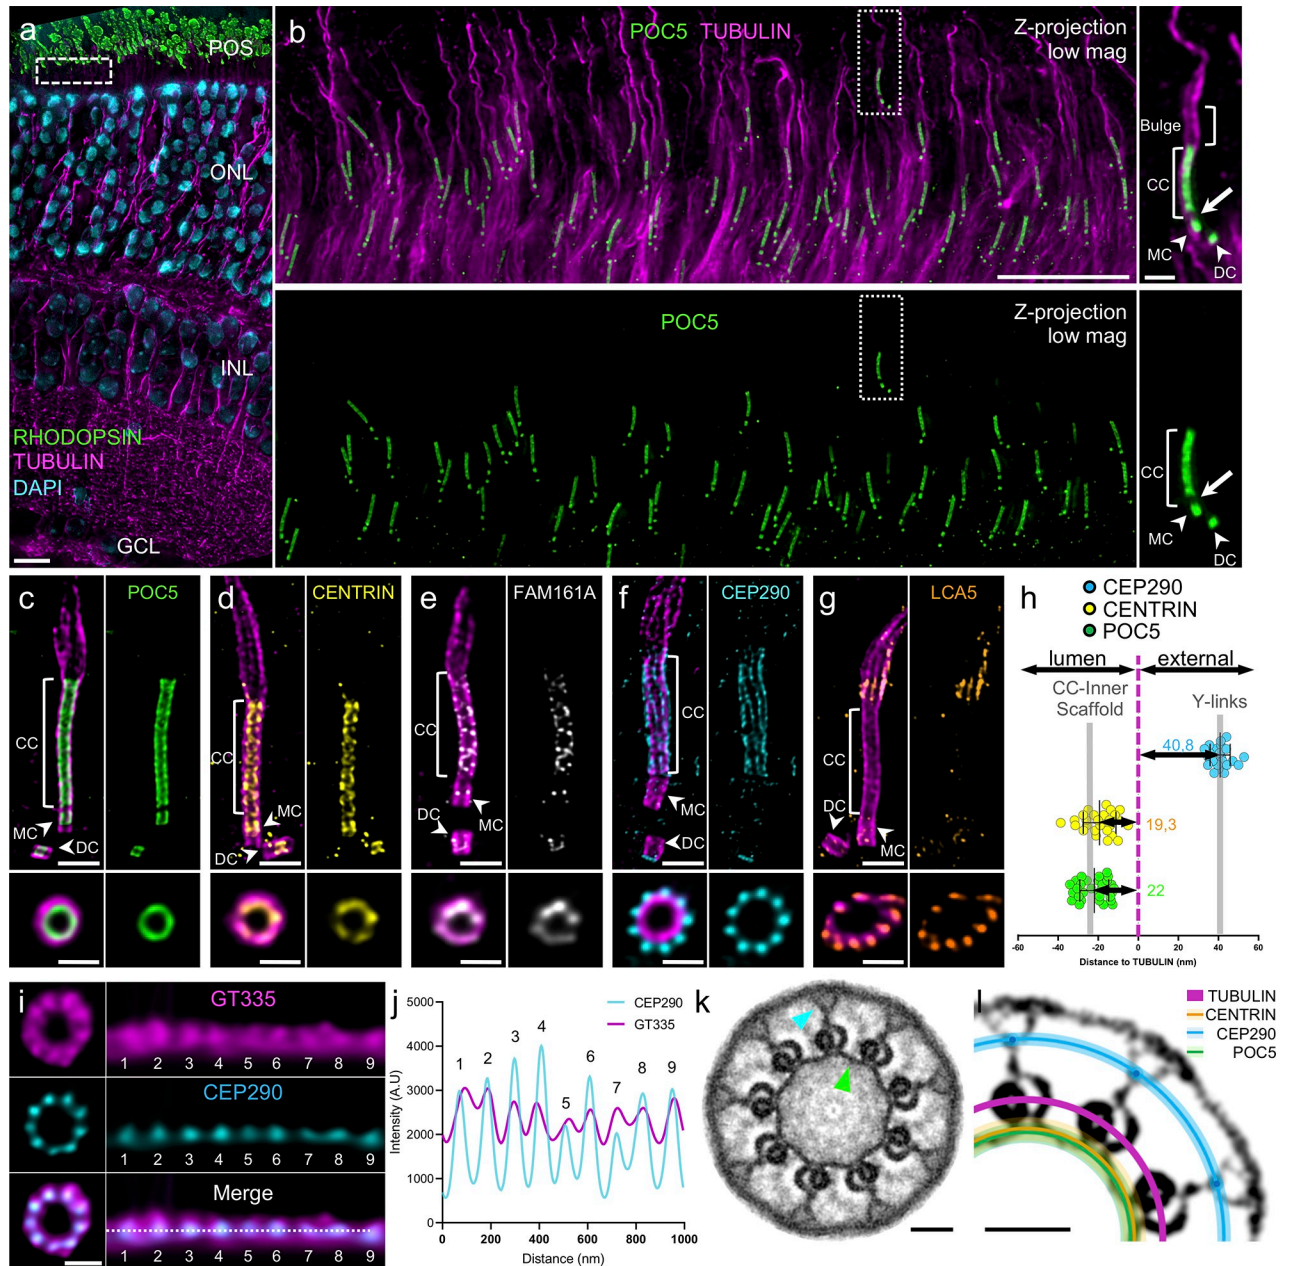 a
POS
ONL
INL
RHODOPSIN
TUBULIN
DAPI
GCL
b
POC5 TUBULIN
Z-projection
low mag
Bulge
CC
MC
DC
POC5
Z-projection
low mag
CC
MC
DC
c
POC5
CC
MC
DC
d
CENTRIN
CC
MC
DC
e
FAM161A
CC
DC
MC
f
CEP290
CC
MC
DC
g
LCA5
CC
DC
MC
h
CEP290
CENTRIN
POC5
lumen
external
CC-Inner
Scaffold
Y-links
40,8
19,3
22
-60 -40 -20 0 20 40 60
Distance to TUBULIN (nm)
i
GT335
1 2 3 4 5 6 7 8 9
CEP290
1 2 3 4 5 6 7 8 9
Merge
1 2 3 4 5 6 7 8 9
j
5000
4000
3000
2000
1000
0
Intensity (A.U)
CEP290
GT335
1 2 3 4 5 6 7 8 9
0 200 400 600 800 1000
Distance (nm)
k
l
TUBULIN
CENTRIN
CEP290
POC5